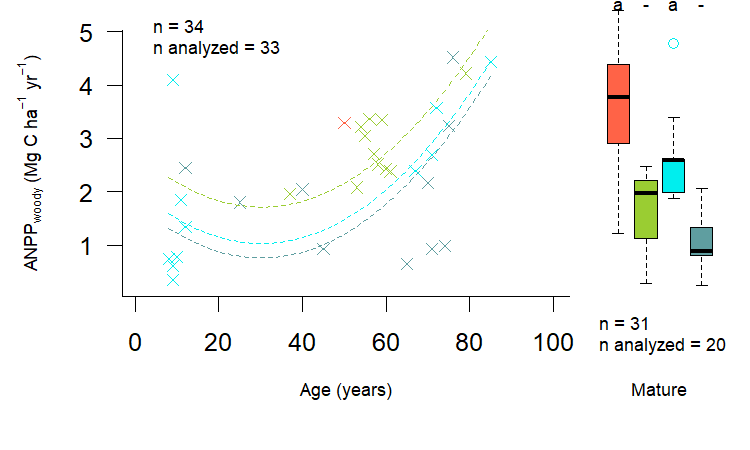 a - a -
n = 34
n analyzed = 33
5
4
3
2
1
ANPPwoody (Mg C ha−1 yr−1)
0 20 40 60 80 100
Age (years)
n = 31
n analyzed = 20
Mature